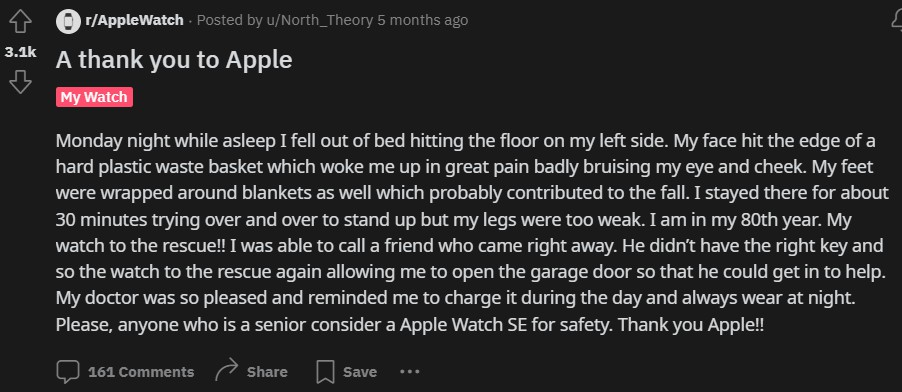 r/AppleWatch · Posted by u/North_Theory 5 months ago
3.1k
A thank you to Apple
My Watch
Monday night while asleep I fell out of bed hitting the floor on my left side. My face hit the edge of a
hard plastic waste basket which woke me up in great pain badly bruising my eye and cheek. My feet
were wrapped around blankets as well which probably contributed to the fall. I stayed there for about
30 minutes trying over and over to stand up but my legs were too weak. I am in my 80th year. My
watch to the rescue!! I was able to call a friend who came right away. He didn’t have the right key and
so the watch to the rescue again allowing me to open the garage door so that he could get in to help.
My doctor was so pleased and reminded me to charge it during the day and always wear at night.
Please, anyone who is a senior consider a Apple Watch SE for safety. Thank you Apple!!
161 Comments Share Save